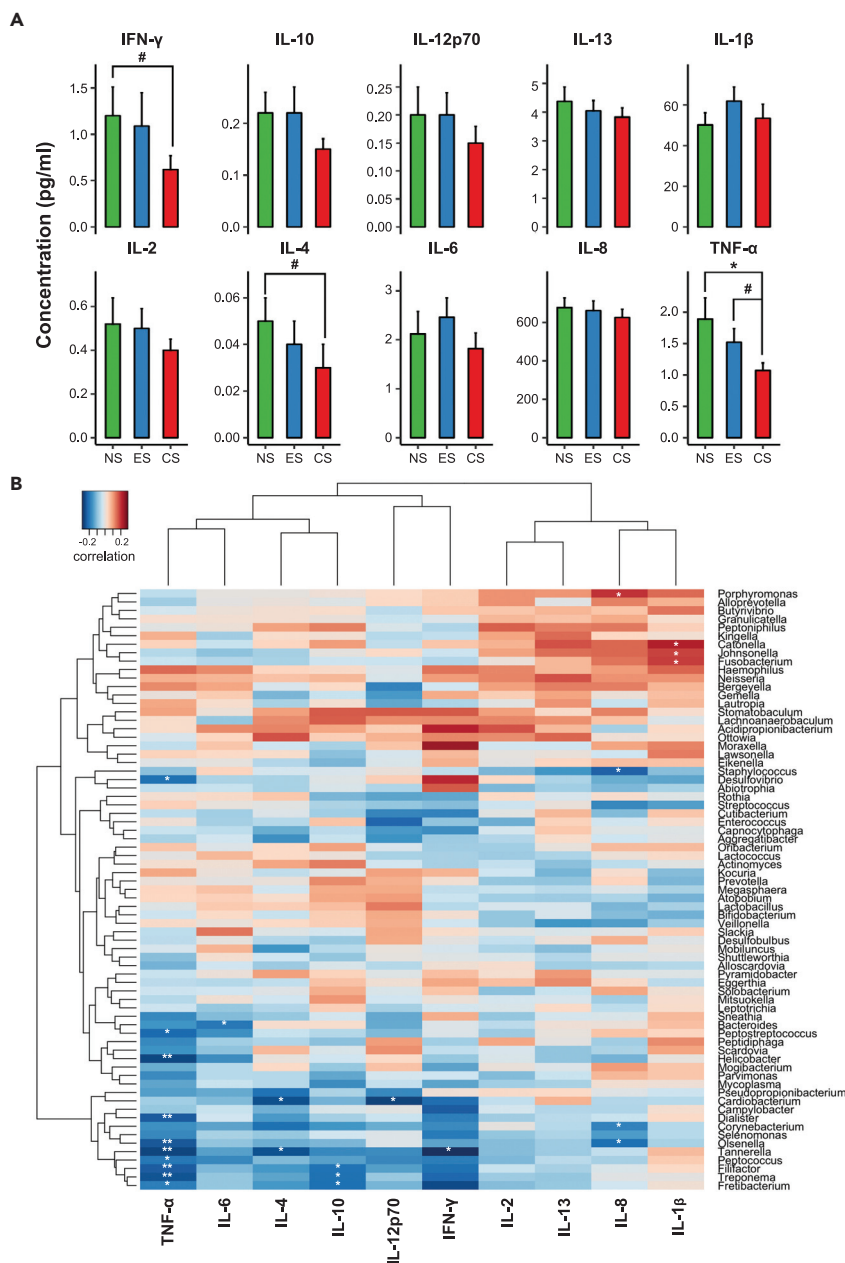 A
IFN-γ IL-10 IL-12p70 IL-13 IL-1β
#
Concentration (pg/ml)
1.5 1.0 0.5 0.0
0.2 0.1 0.0
0.25 0.20 0.15 0.10 0.05 0.00
5 4 3 2 1 0
60 40 20 0
IL-2 IL-4 IL-6 IL-8 TNF-α
# * #
0.6 0.4 0.2 0.0
0.06 0.04 0.02 0.00
3 2 1 0
600 400 200 0
2.0 1.5 1.0 0.5 0.0
NS ES CS NS ES CS NS ES CS NS ES CS NS ES CS
B
-0.2 0.2
correlation
Porphyromonas *
Alloprevotella
Butyrivibrio
Granulicatella
Peptoniphilus
Kingella
Catonella *
Johnsonella *
Fusobacterium *
Haemophilus
Neisseria
Bergeyella
Gemella
Lautropia
Stomatobaculum
Lachnoanaerobaculum
Acidipropionibacterium
Ottowia
Moraxella
Lawsonella
Eikenella
Staphylococcus *
Desulfovibrio *
Abiotrophia
Rothia
Streptococcus
Cutibacterium
Enterococcus
Capnocytophaga
Aggregatibacter
Oribacterium
Lactococcus
Actinomyces
Kocuria
Prevotella
Megasphaera
Atopobium
Lactobacillus
Bifidobacterium
Veillonella
Slackia
Desulfobulbus
Mobiluncus
Shuttleworthia
Alloscardovia
Pyramidobacter
Eggerthia
Solobacterium
Mitsuokella
Leptotrichia
Sneathia
Bacteroides *
Peptostreptococcus *
Peptidiphaga
Scardovia
Helicobacter **
Mogibacterium
Parvimonas
Mycoplasma
Pseudopropionibacterium
Cardiobacterium * *
Campylobacter
Dialister **
Corynebacterium *
Selenomonas
Olsenella ** *
Tannerella ** * *
Peptococcus *
Filifactor ** *
Treponema ** *
Fretibacterium * *
TNF-α IL-6 IL-4 IL-10 IL-12p70 IFN-γ IL-2 IL-13 IL-8 IL-1β